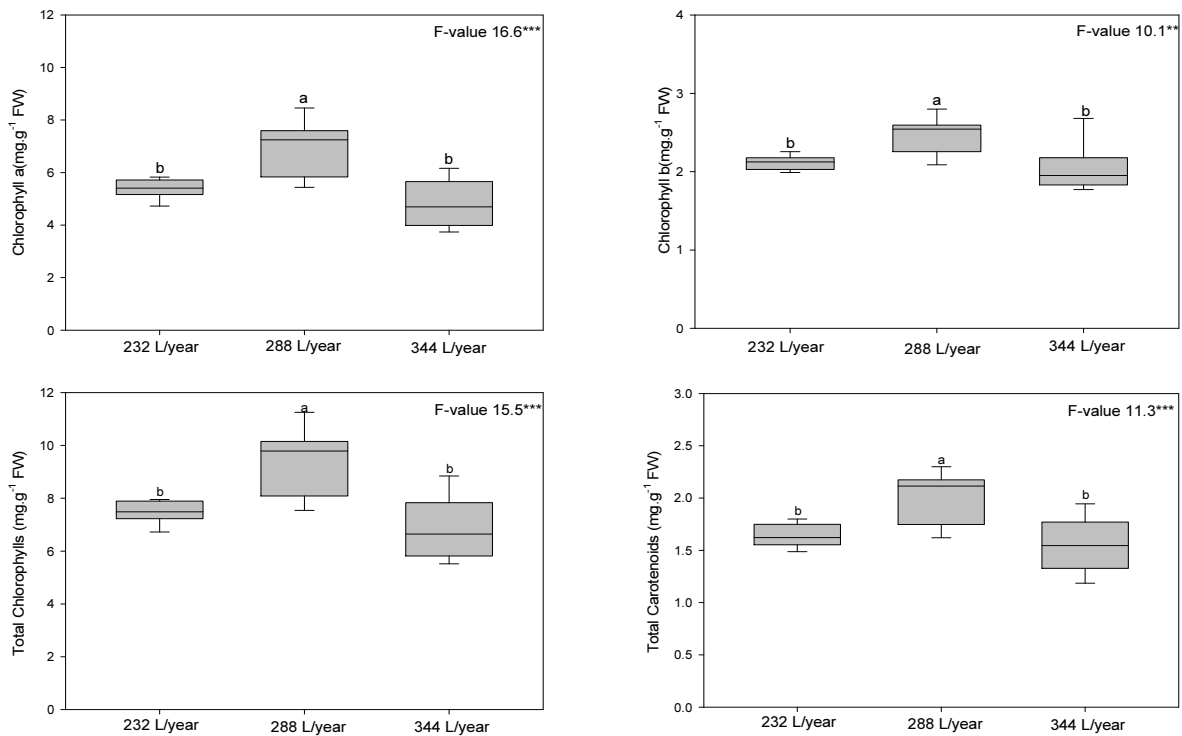 F-value 16.6***
Chlorophyll a(mg.g-1 FW)
12
10
8
6
4
2
0
b
a
b
232 L/year
288 L/year
344 L/year
F-value 10.1**
Chlorophyll b(mg.g-1 FW)
4
3
2
1
0
b
a
b
232 L/year
288 L/year
344 L/year
F-value 15.5***
Total Chlorophylls (mg.g-1 FW)
12
10
8
6
4
2
0
b
a
b
232 L/year
288 L/year
344 L/year
F-value 11.3***
Total Carotenoids (mg.g-1 FW)
3.0
2.5
2.0
1.5
1.0
0.5
0.0
b
a
b
232 L/year
288 L/year
344 L/year